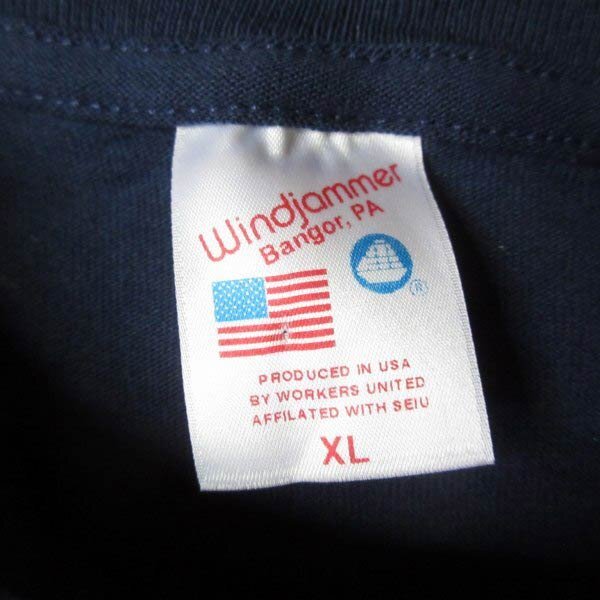 Windjammer
Bangor, PA
®
PRODUCED IN USA
BY WORKERS UNITED
AFFILATED WITH SEIU
XL